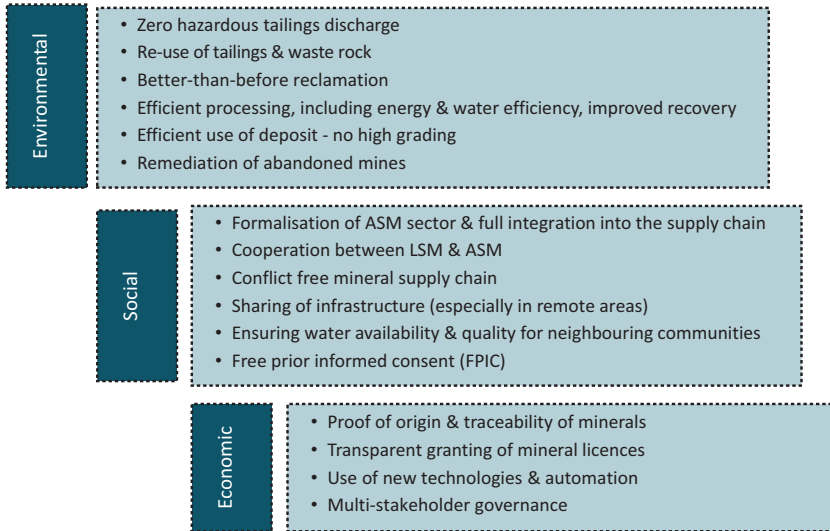 Environmental
• Zero hazardous tailings discharge
• Re-use of tailings & waste rock
• Better-than-before reclamation
• Efficient processing, including energy & water efficiency, improved recovery
• Efficient use of deposit - no high grading
• Remediation of abandoned mines
Social
• Formalisation of ASM sector & full integration into the supply chain
• Cooperation between LSM & ASM
• Conflict free mineral supply chain
• Sharing of infrastructure (especially in remote areas)
• Ensuring water availability & quality for neighbouring communities
• Free prior informed consent (FPIC)
Economic
• Proof of origin & traceability of minerals
• Transparent granting of mineral licences
• Use of new technologies & automation
• Multi-stakeholder governance